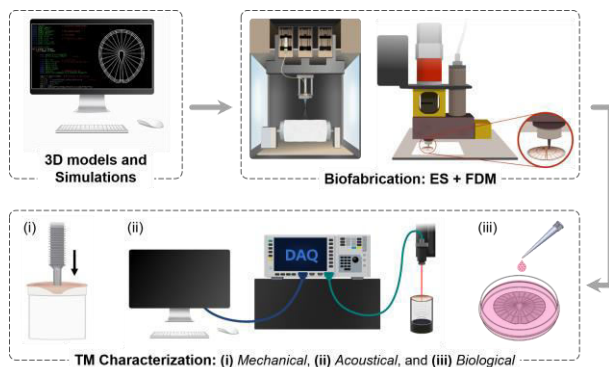 3D models and
Simulations
Biofabrication: ES + FDM
(i)
(ii)
(iii)
DAQ
TM Characterization: (i) Mechanical, (ii) Acoustical, and (iii) Biological